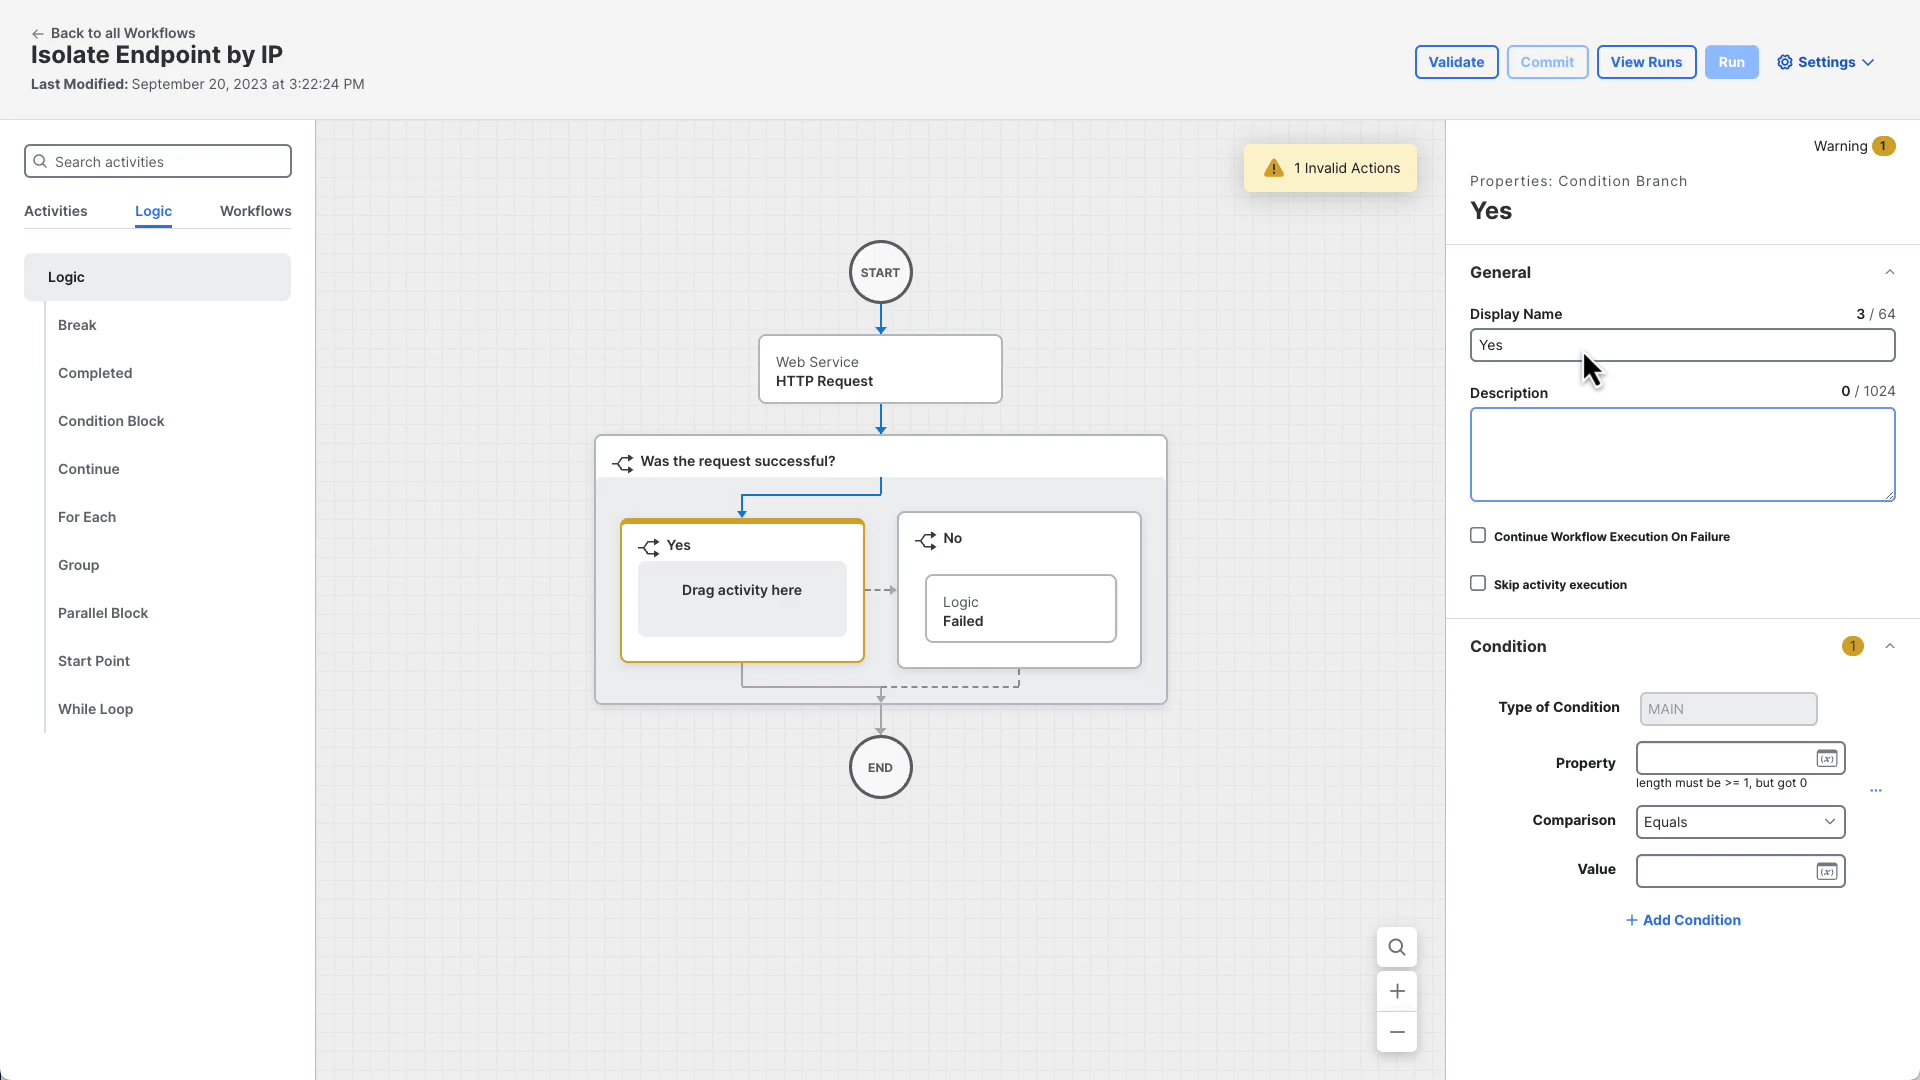 Back to all Workflows
Isolate Endpoint by IP
Last Modified: September 20, 2023 at 3:22:24 PM
Validate
Commit
View Runs
Run
Settings
Search activities
Activities
Logic
Workflows
Logic
Break
Completed
Condition Block
Continue
For Each
Group
Parallel Block
Start Point
While Loop
1 Invalid Actions
START
Web Service
HTTP Request
Was the request successful?
Yes
Drag activity here
No
Logic
Failed
END
Warning 1
Properties: Condition Branch
Yes
General
Display Name 3 / 64
Yes
Description 0 / 1024
Continue Workflow Execution On Failure
Skip activity execution
Condition 1
Type of Condition MAIN
Property (x)
length must be >= 1, but got 0
...
Comparison Equals
Value (x)
+ Add Condition